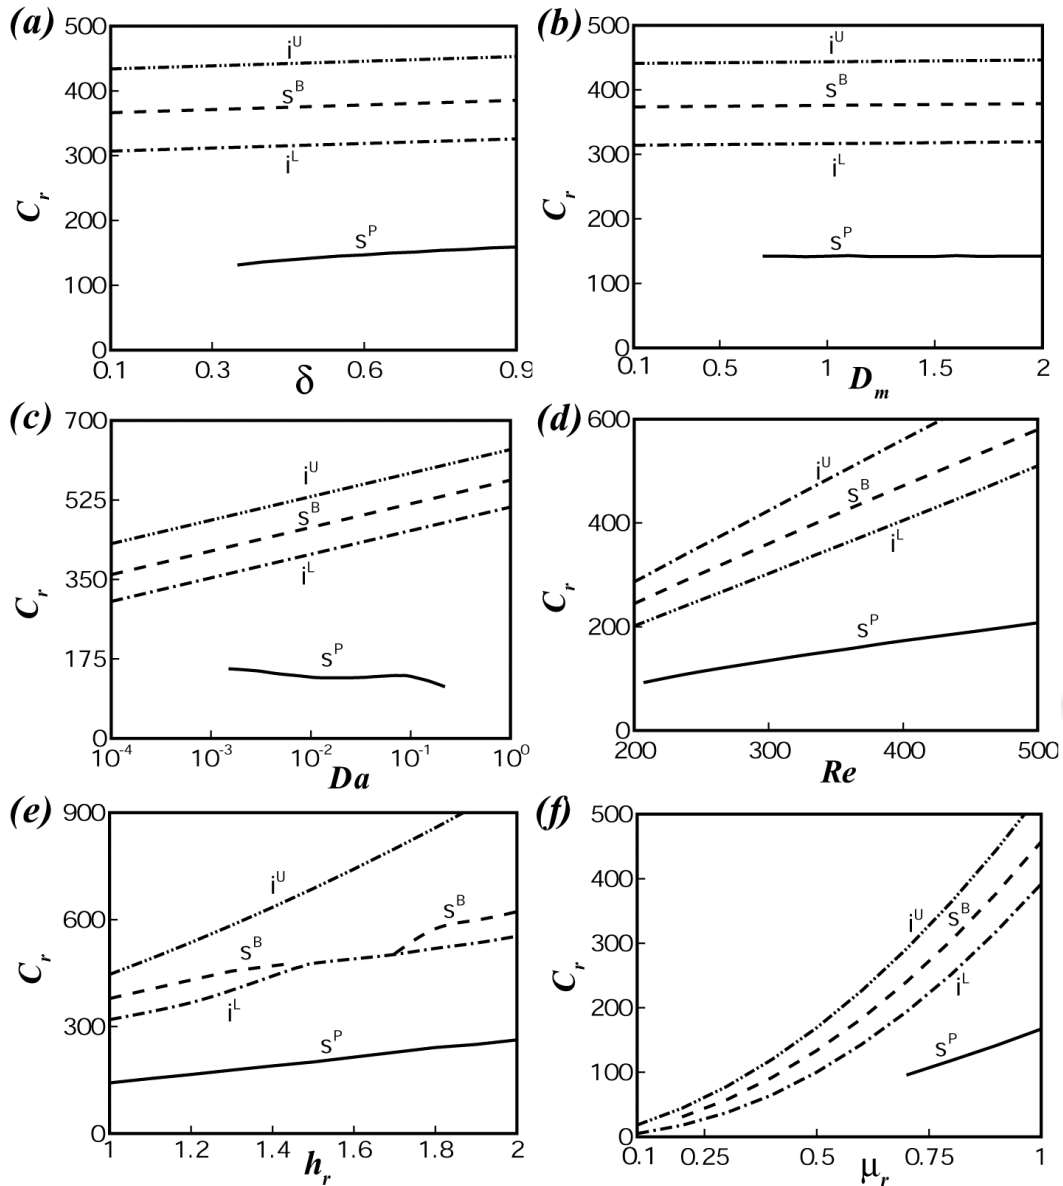 (a)
500
400
300
200
100
0
C_r
i^U
s^B
i^L
s^P
0.1 0.3 0.6 0.9
δ
(b)
500
400
300
200
100
0
C_r
i^U
s^B
i^L
s^P
0.1 0.5 1 1.5 2
D_m
(c)
700
525
350
175
0
C_r
i^U
s^B
i^L
s^P
10^-4 10^-3 10^-2 10^-1 10^0
Da
(d)
600
400
200
0
C_r
i^U
s^B
i^L
s^P
200 300 400 500
Re
(e)
900
600
300
0
C_r
i^U
s^B
s^B
i^L
s^P
1 1.2 1.4 1.6 1.8 2
h_r
(f)
500
400
300
200
100
0
C_r
i^U
s^B
i^L
s^P
0.1 0.25 0.5 0.75 1
μ_r